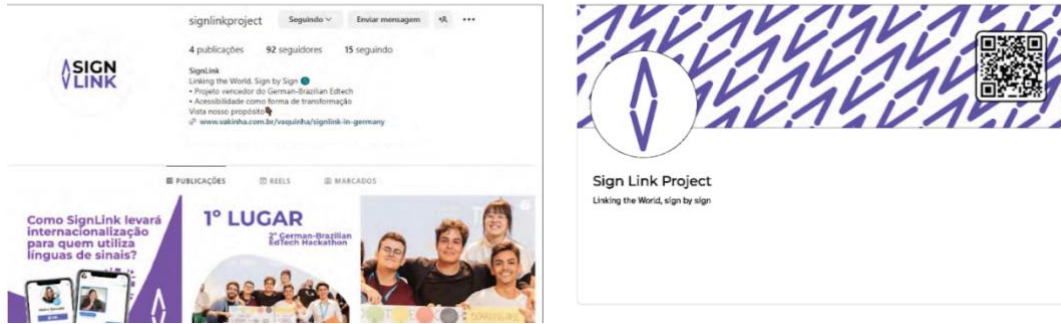 signlinkproject
Seguindo
Enviar mensagem
4 publicações 92 seguidores 15 seguindo
SIGN
LINK
SignLink
Linking the World, Sign by Sign
• Projeto vencedor do German-Brazilian Edtech
• Acessibilidade como forma de transformação
Vista nosso propósito
www.vakinha.com.br/vaquinha/signlink-in-germany
PUBLICAÇÕES
REELS
MARCADOS
Como SignLink levará
internacionalização
para quem utiliza
línguas de sinais?
1º LUGAR
2º German-Brazilian
EdTech Hackathon
Sign Link Project
Linking the World, sign by sign